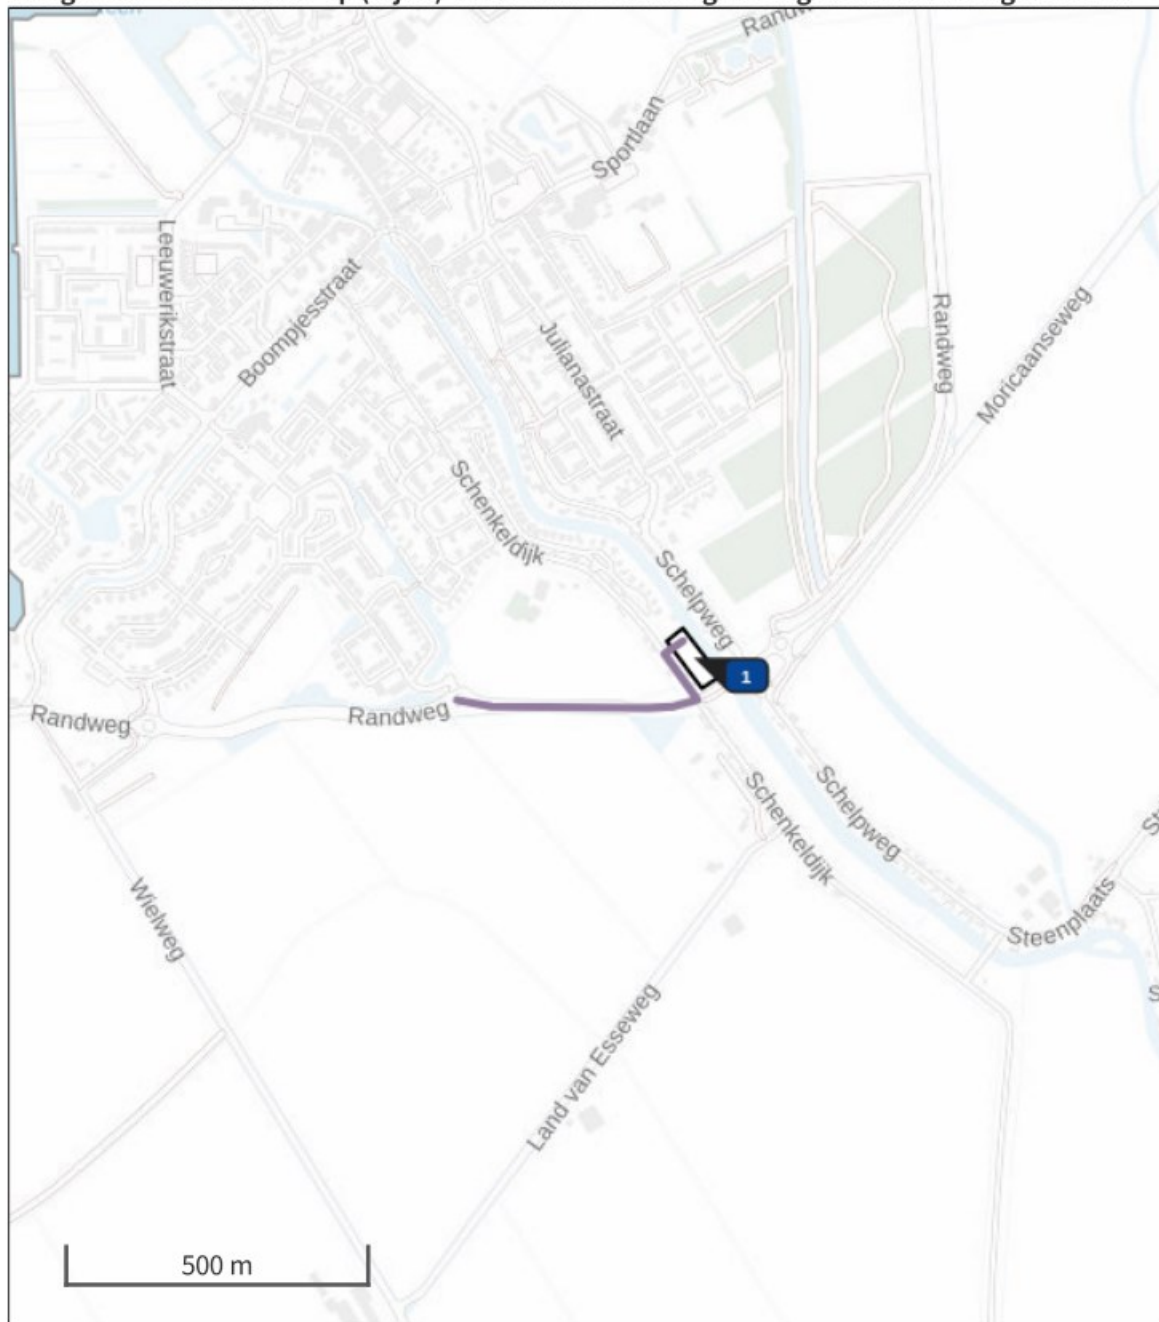 Randw
Sportlaan
Leeuwerikstraat
Boompjesstraat
Julianastraat
Randweg
Moricaanseweg
Schenkeldijk
Schelpweg
1
Randweg
Randweg
Schelpweg
Schenkeldijk
Steenplaats
Wielweg
Land van Esseweg
500 m